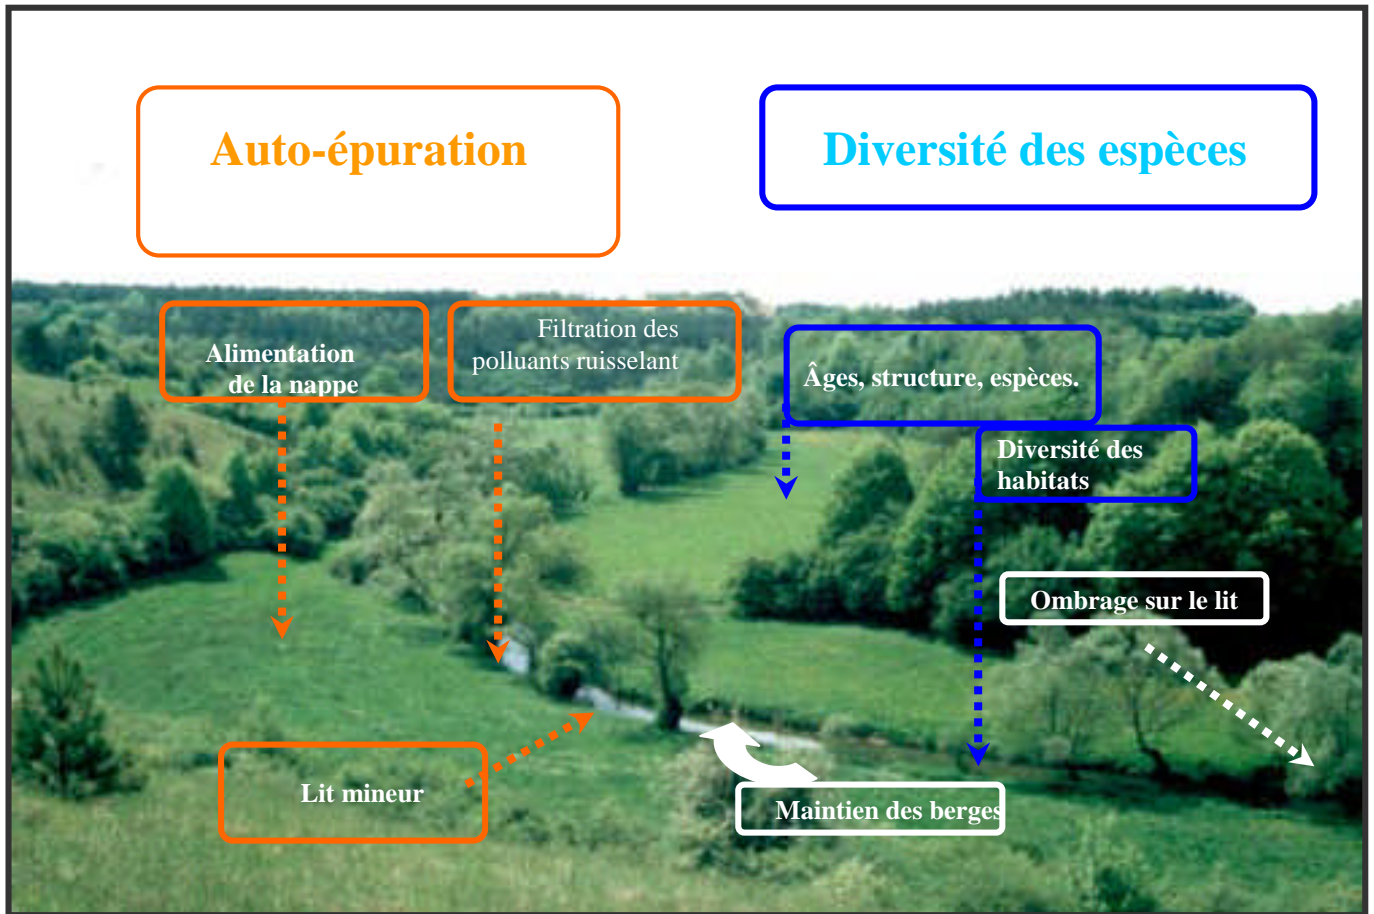 Auto-épuration
Diversité des espèces
Alimentation
de la nappe
Filtration des
polluants ruisselant
Âges, structure, espèces.
Diversité des
habitats
Ombrage sur le lit
Lit mineur
Maintien des berges